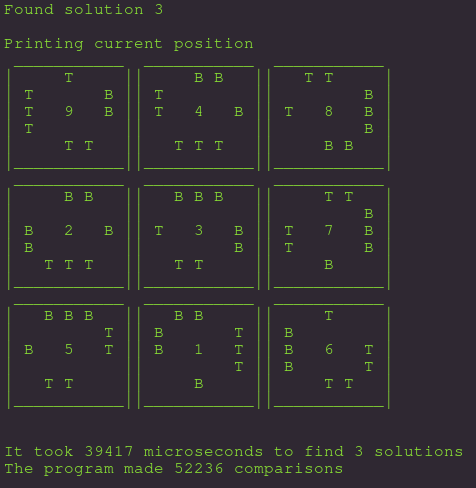 Found solution 3
Printing current position
T B B T T
T B T B
T 9 B T 4 B T 8 B
T B
T T T T T B B
B B B B B T T
B
B 2 B T 3 B T 7 B
B B T B
T T T T T B
B B B B B T
T B T B
B 5 T B 1 T B 6 T
T B T
T T B T T
It took 39417 microseconds to find 3 solutions
The program made 52236 comparisons